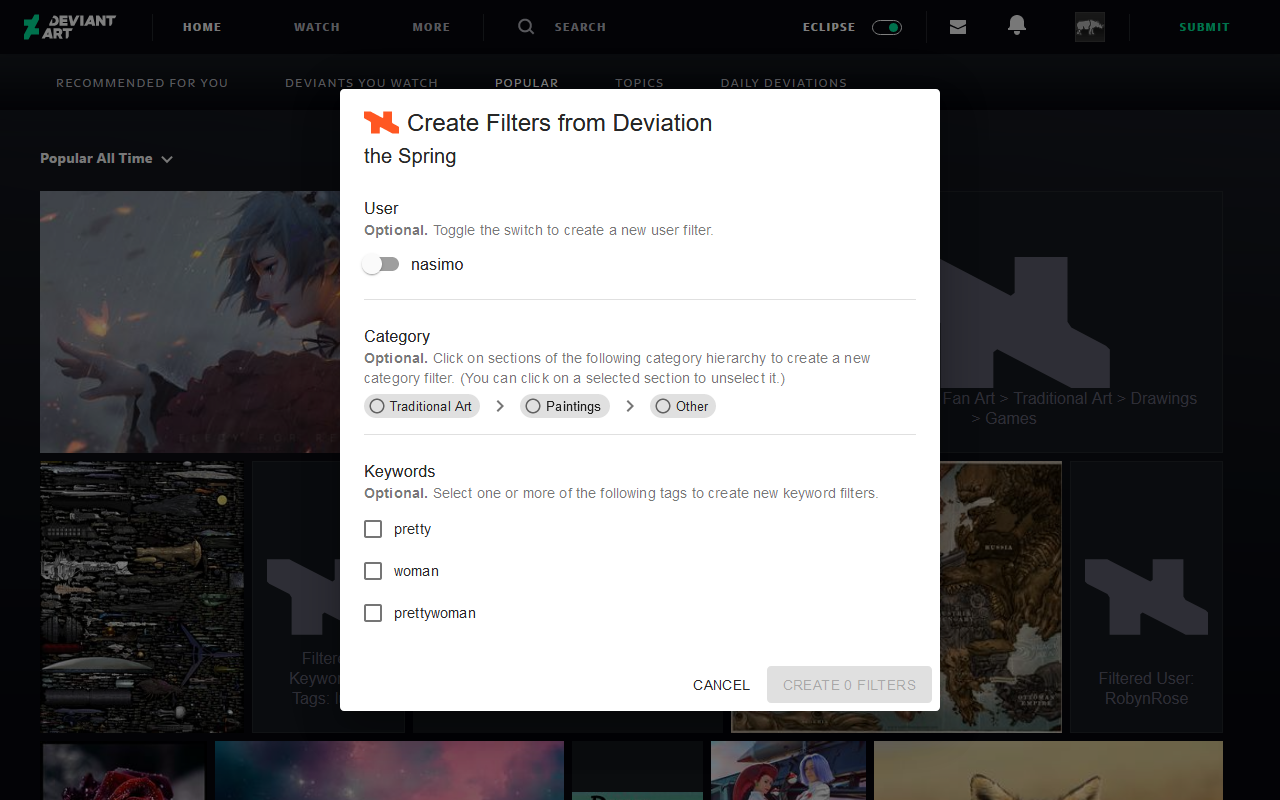 DEVIANT
ART
HOME
WATCH
MORE
SEARCH
ECLIPSE
SUBMIT
RECOMMENDED FOR YOU
DEVIANTS YOU WATCH
POPULAR
TOPICS
DAILY DEVIATIONS
Popular All Time
Create Filters from Deviation
the Spring
User
Optional. Toggle the switch to create a new user filter.
nasimo
Category
Optional. Click on sections of the following category hierarchy to create a new
category filter. (You can click on a selected section to unselect it.)
Traditional Art > Paintings > Other
Keywords
Optional. Select one or more of the following tags to create new keyword filters.
pretty
woman
prettywoman
CANCEL
CREATE 0 FILTERS
Fan Art > Traditional Art > Drawings
> Games
RUSSIA
OTTOMAN
EMPIRE
Tags:
Filtered User:
RobynRose